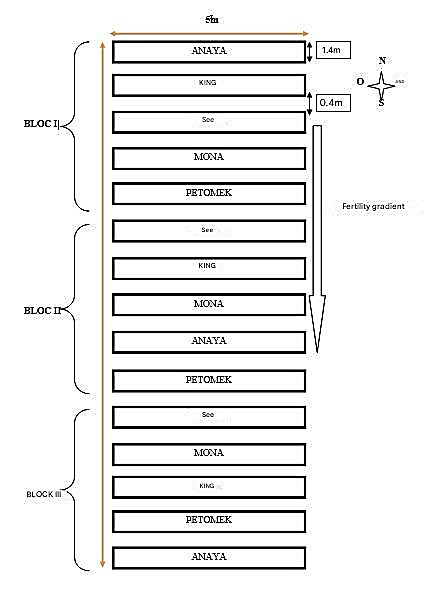 5m
ANAYA
1.4m
N
KING
O
S
0.4m
See
BLOC I
MONA
PETOMEK
Fertility gradient
See
KING
MONA
BLOC II
ANAYA
PETOMEK
See
MONA
KING
BLOCK III
PETOMEK
ANAYA